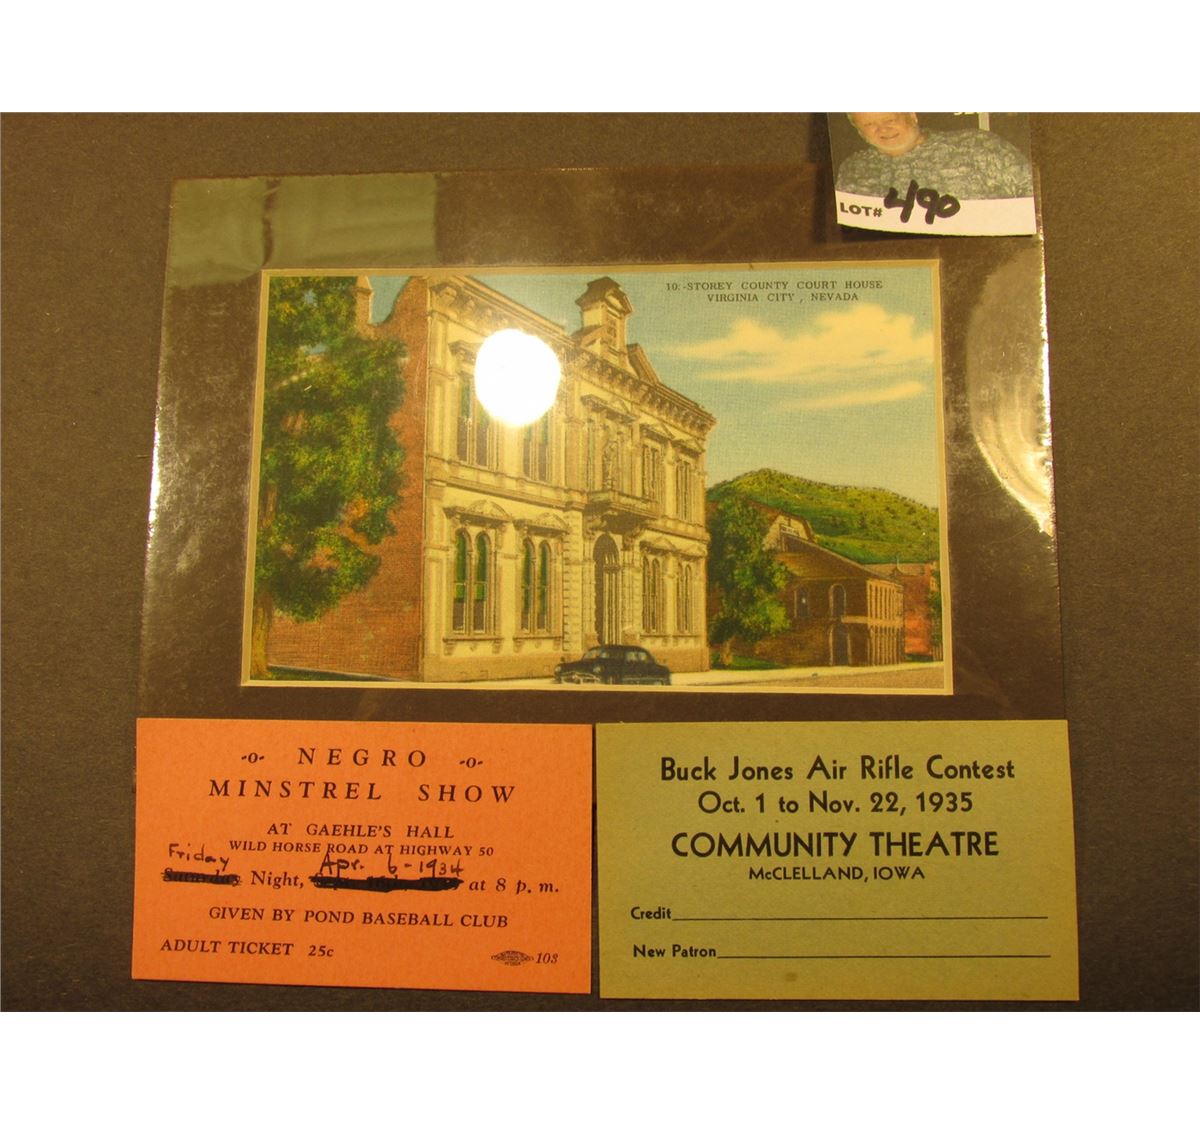 LOT# 490
10:-STOREY COUNTY COURT HOUSE
VIRGINIA CITY, NEVADA
-o- NEGRO -o-
MINSTREL SHOW
AT GAEHLE'S HALL
WILD HORSE ROAD AT HIGHWAY 50
Friday Apr. 6-1934
Saturday Night, at 8 p. m.
GIVEN BY POND BASEBALL CLUB
ADULT TICKET 25c
103
Buck Jones Air Rifle Contest
Oct. 1 to Nov. 22, 1935
COMMUNITY THEATRE
McCLELLAND, IOWA
Credit
New Patron